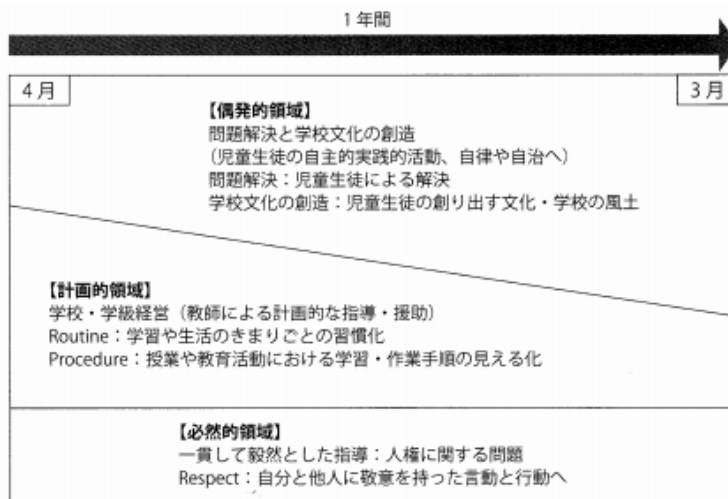 1年間
4月
3月
【偶発的領域】
問題解決と学校文化の創造
(児童生徒の自主的実践的活動、自律や自治へ)
問題解決：児童生徒による解決
学校文化の創造：児童生徒の創り出す文化・学校の風土
【計画的領域】
学校・学級経営（教師による計画的な指導・援助）
Routine：学習や生活のきまりごとの習慣化
Procedure：授業や教育活動における学習・作業手順の見える化
【必然的領域】
一貫して毅然とした指導：人権に関する問題
Respect：自分と他人に敬意を持った言動と行動へ